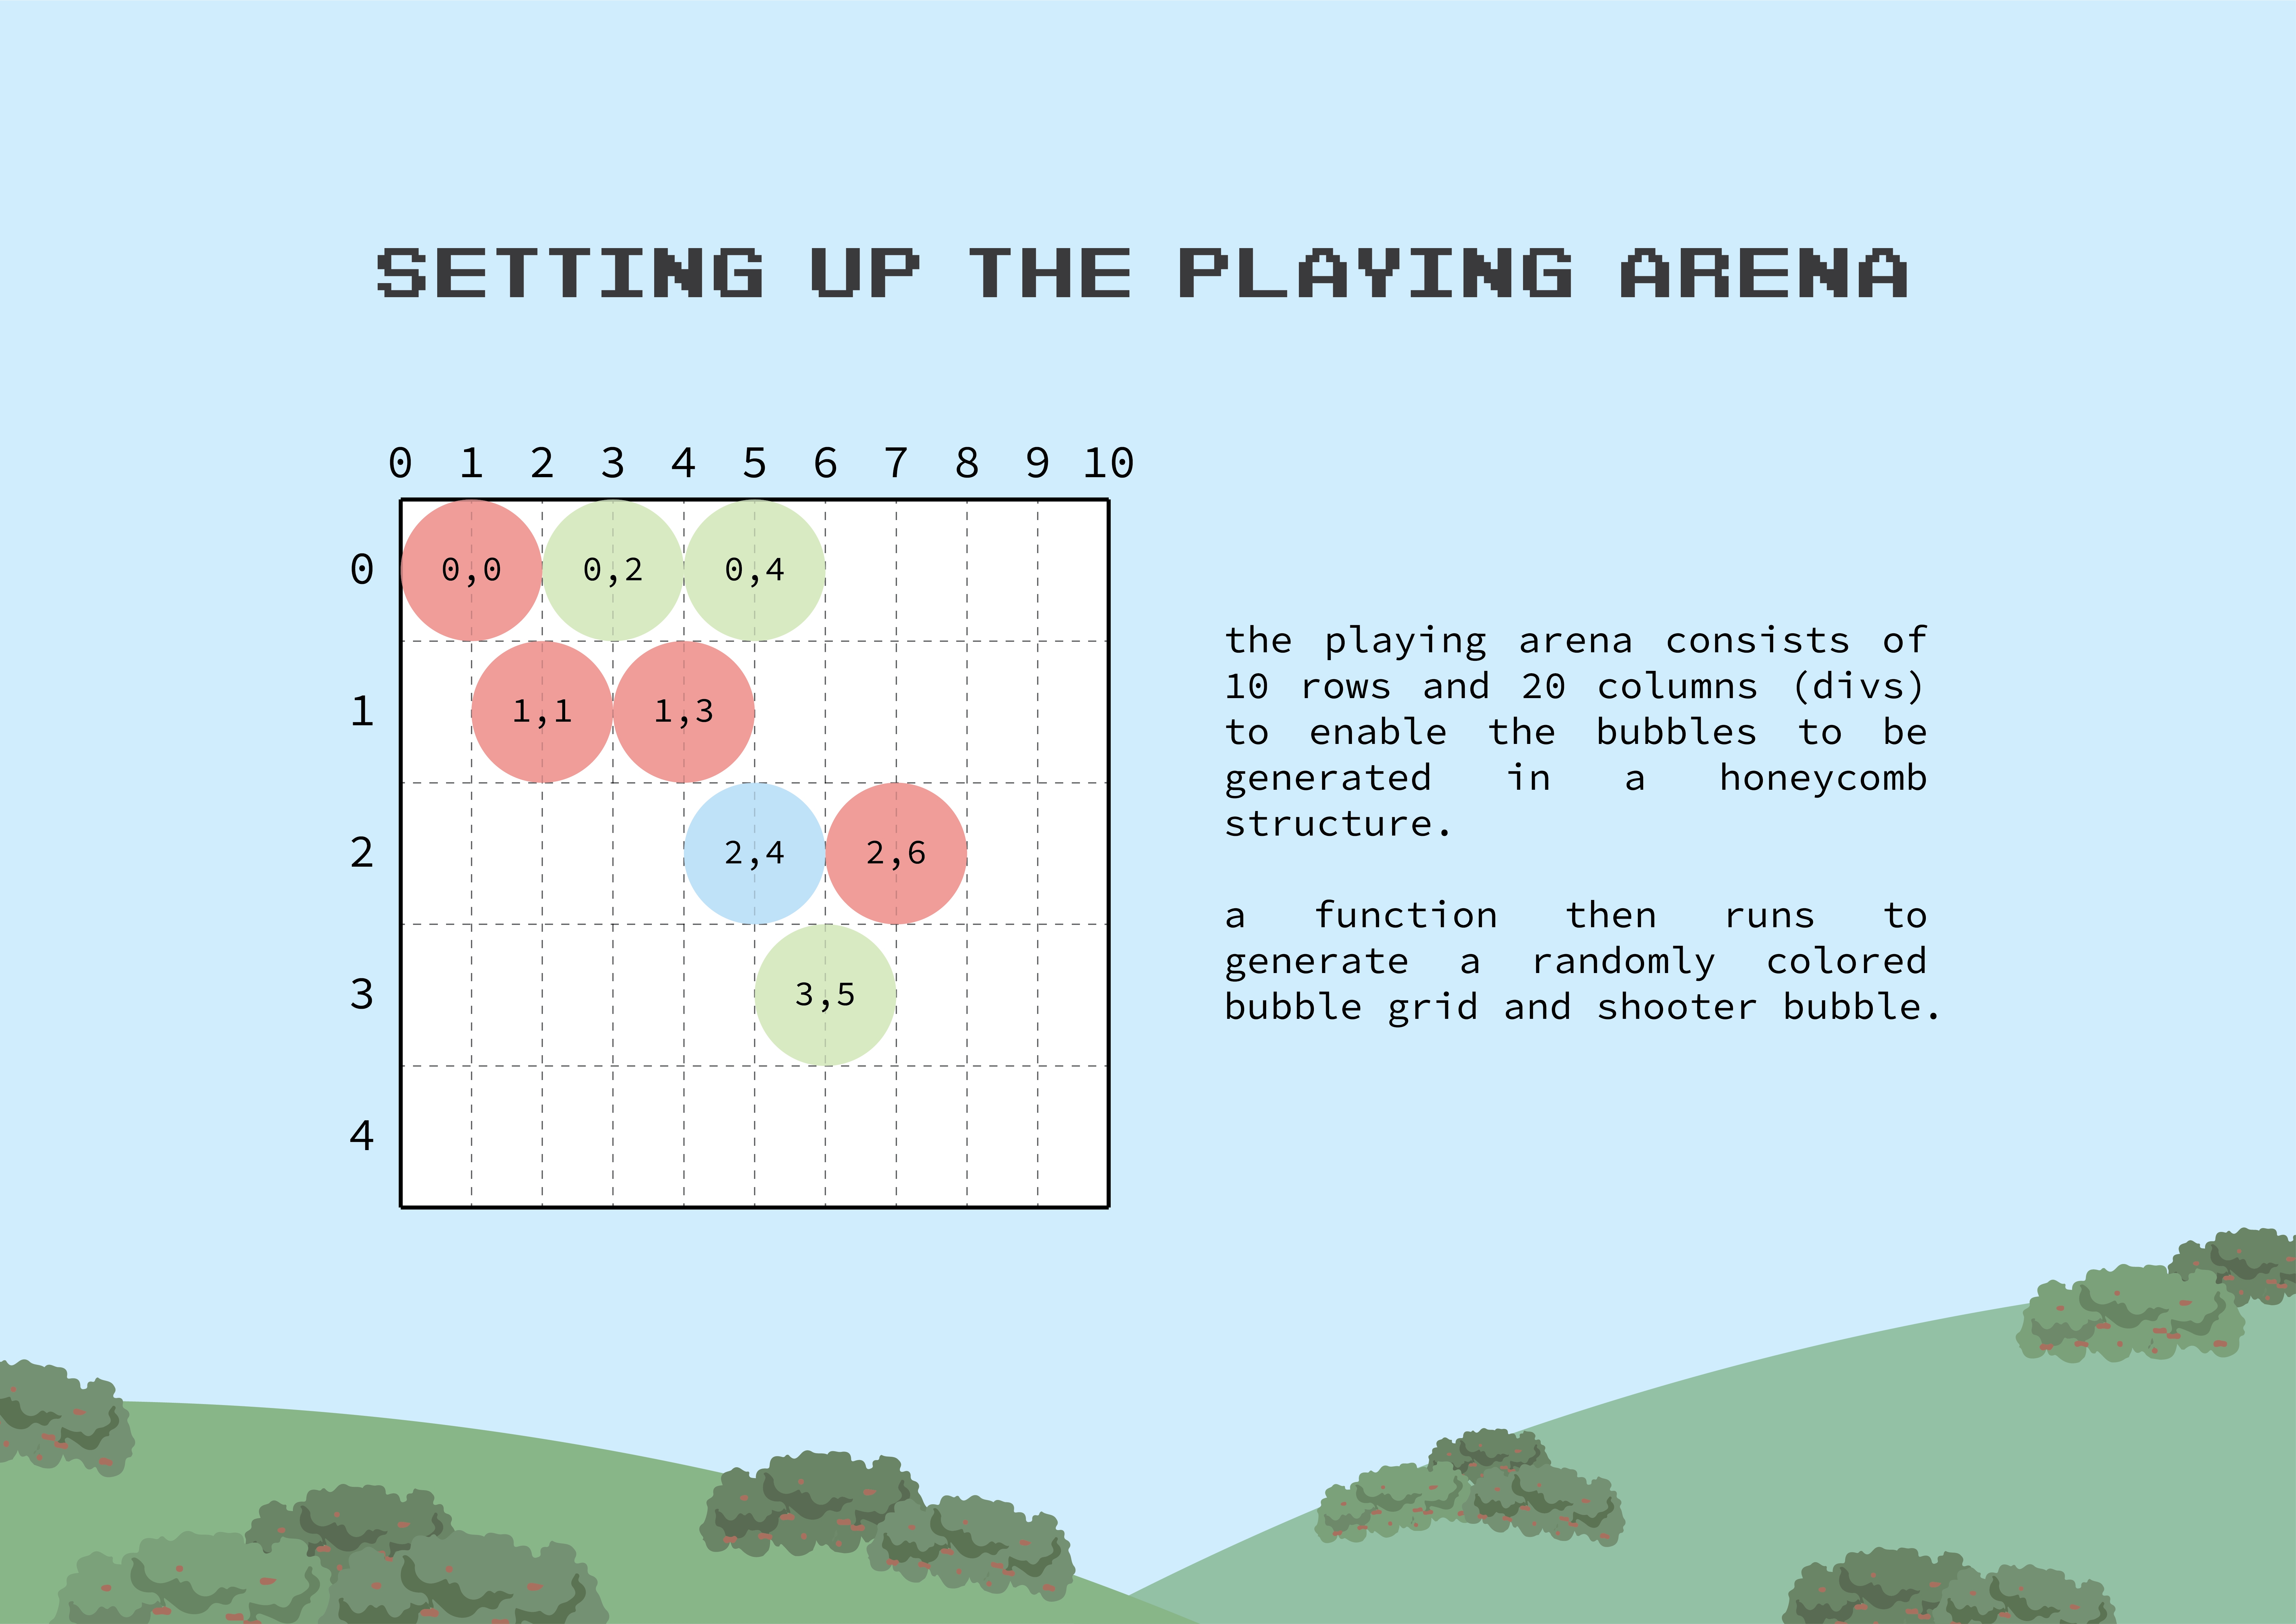 SETTING UP THE PLAYING ARENA
0 1 2 3 4 5 6 7 8 9 10
0 0,0 0,2 0,4
1 1,1 1,3
2 2,4 2,6
3 3,5
4
the playing arena consists of
10 rows and 20 columns (divs)
to enable the bubbles to be
generated in a honeycomb
structure.
a function then runs to
generate a randomly colored
bubble grid and shooter bubble.